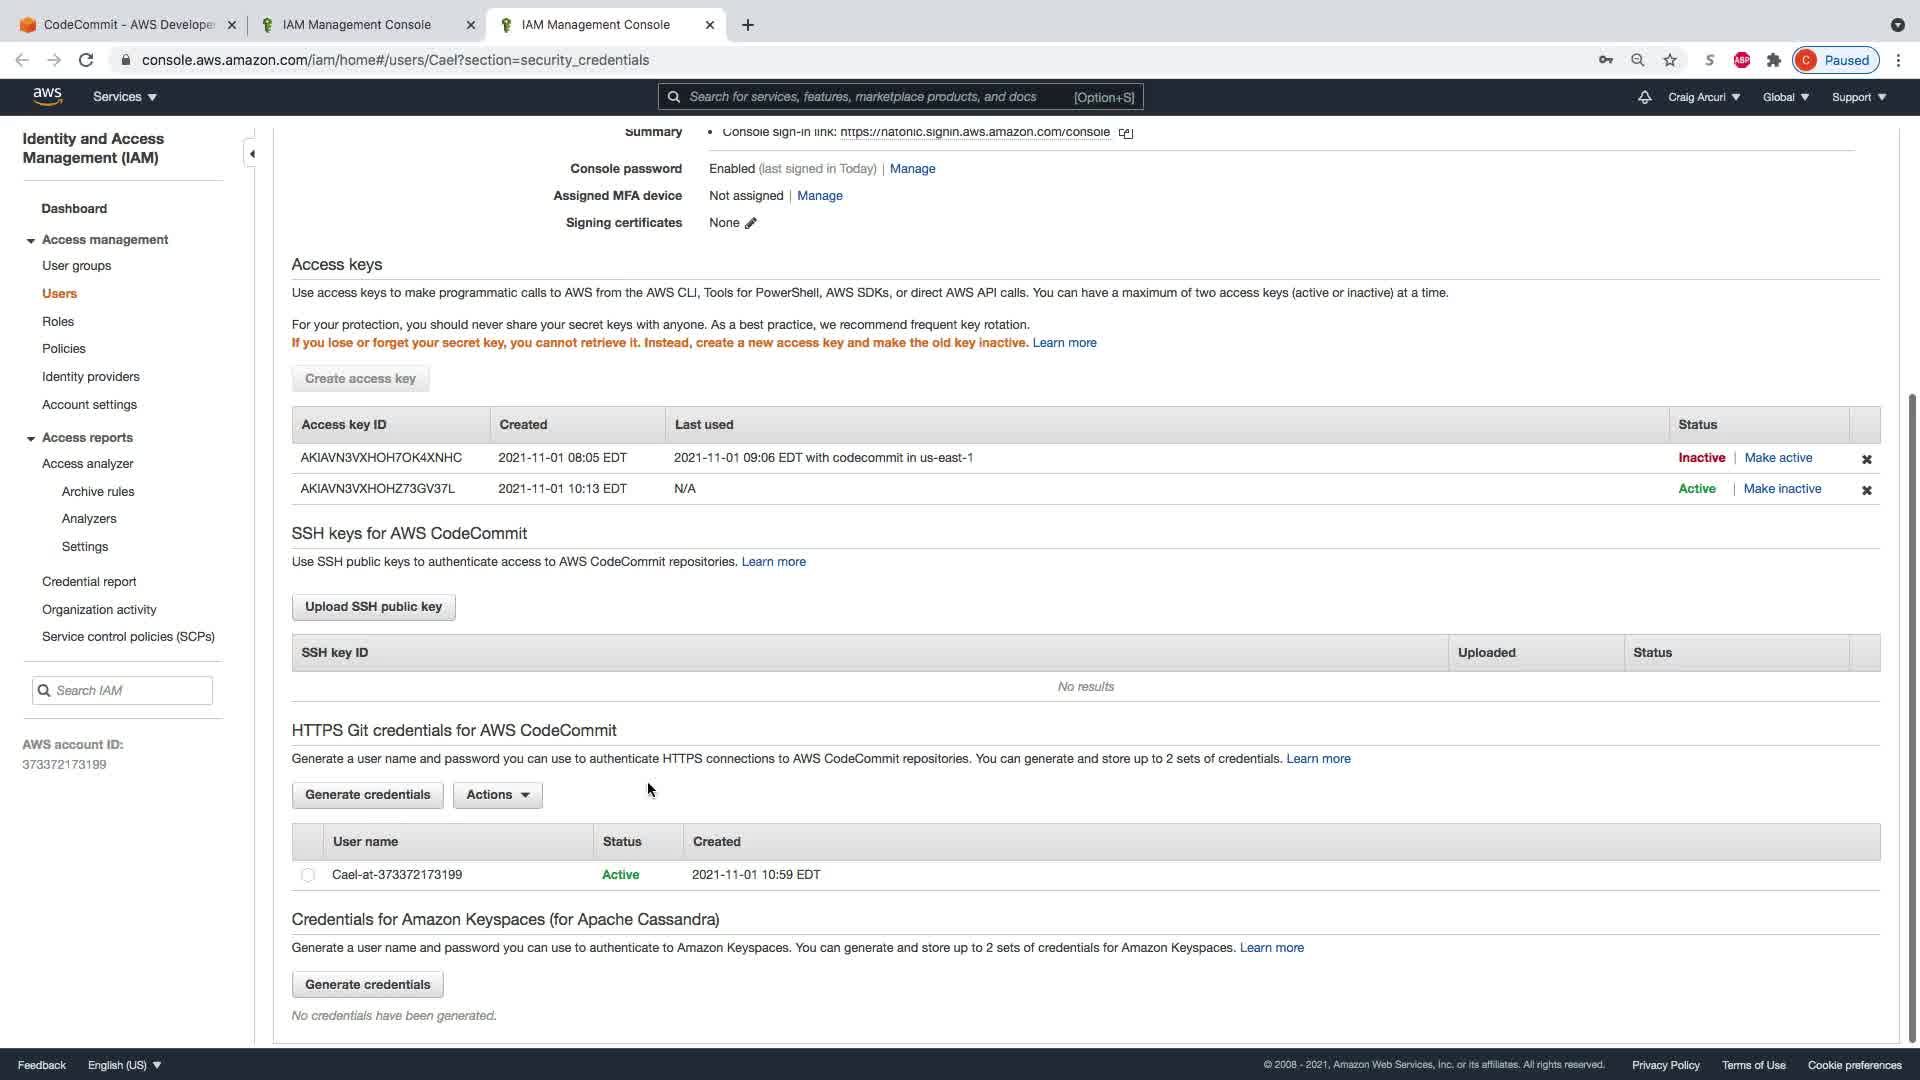 CodeCommit - AWS Develope
IAM Management Console
IAM Management Console
console.aws.amazon.com/iam/home#/users/Cael?section=security_credentials
S
ABP
C
Paused
aws
Services
Search for services, features, marketplace products, and docs
[Option+S]
Craig Arcuri
Global
Support
Identity and Access
Management (IAM)
Dashboard
Access management
User groups
Users
Roles
Policies
Identity providers
Account settings
Access reports
Access analyzer
Archive rules
Analyzers
Settings
Credential report
Organization activity
Service control policies (SCPs)
Search IAM
AWS account ID:
373372173199
Summary
• Console sign-in link: https://natonic.signin.aws.amazon.com/console
Console password
Enabled (last signed in Today) | Manage
Assigned MFA device
Not assigned | Manage
Signing certificates
None
Access keys
Use access keys to make programmatic calls to AWS from the AWS CLI, Tools for PowerShell, AWS SDKs, or direct AWS API calls. You can have a maximum of two access keys (active or inactive) at a time.
For your protection, you should never share your secret keys with anyone. As a best practice, we recommend frequent key rotation.
If you lose or forget your secret key, you cannot retrieve it. Instead, create a new access key and make the old key inactive. Learn more
Create access key
Access key ID Created Last used Status
AKIAVN3VXHOH7OK4XNHC 2021-11-01 08:05 EDT 2021-11-01 09:06 EDT with codecommit in us-east-1 Inactive | Make active
AKIAVN3VXHOHZ73GV37L 2021-11-01 10:13 EDT N/A Active | Make inactive
SSH keys for AWS CodeCommit
Use SSH public keys to authenticate access to AWS CodeCommit repositories. Learn more
Upload SSH public key
SSH key ID Uploaded Status
No results
HTTPS Git credentials for AWS CodeCommit
Generate a user name and password you can use to authenticate HTTPS connections to AWS CodeCommit repositories. You can generate and store up to 2 sets of credentials. Learn more
Generate credentials
Actions
User name Status Created
Cael-at-373372173199 Active 2021-11-01 10:59 EDT
Credentials for Amazon Keyspaces (for Apache Cassandra)
Generate a user name and password you can use to authenticate to Amazon Keyspaces. You can generate and store up to 2 sets of credentials for Amazon Keyspaces. Learn more
Generate credentials
No credentials have been generated.
Feedback
English (US)
© 2008 - 2021, Amazon Web Services, Inc. or its affiliates. All rights reserved.
Privacy Policy
Terms of Use
Cookie preferences